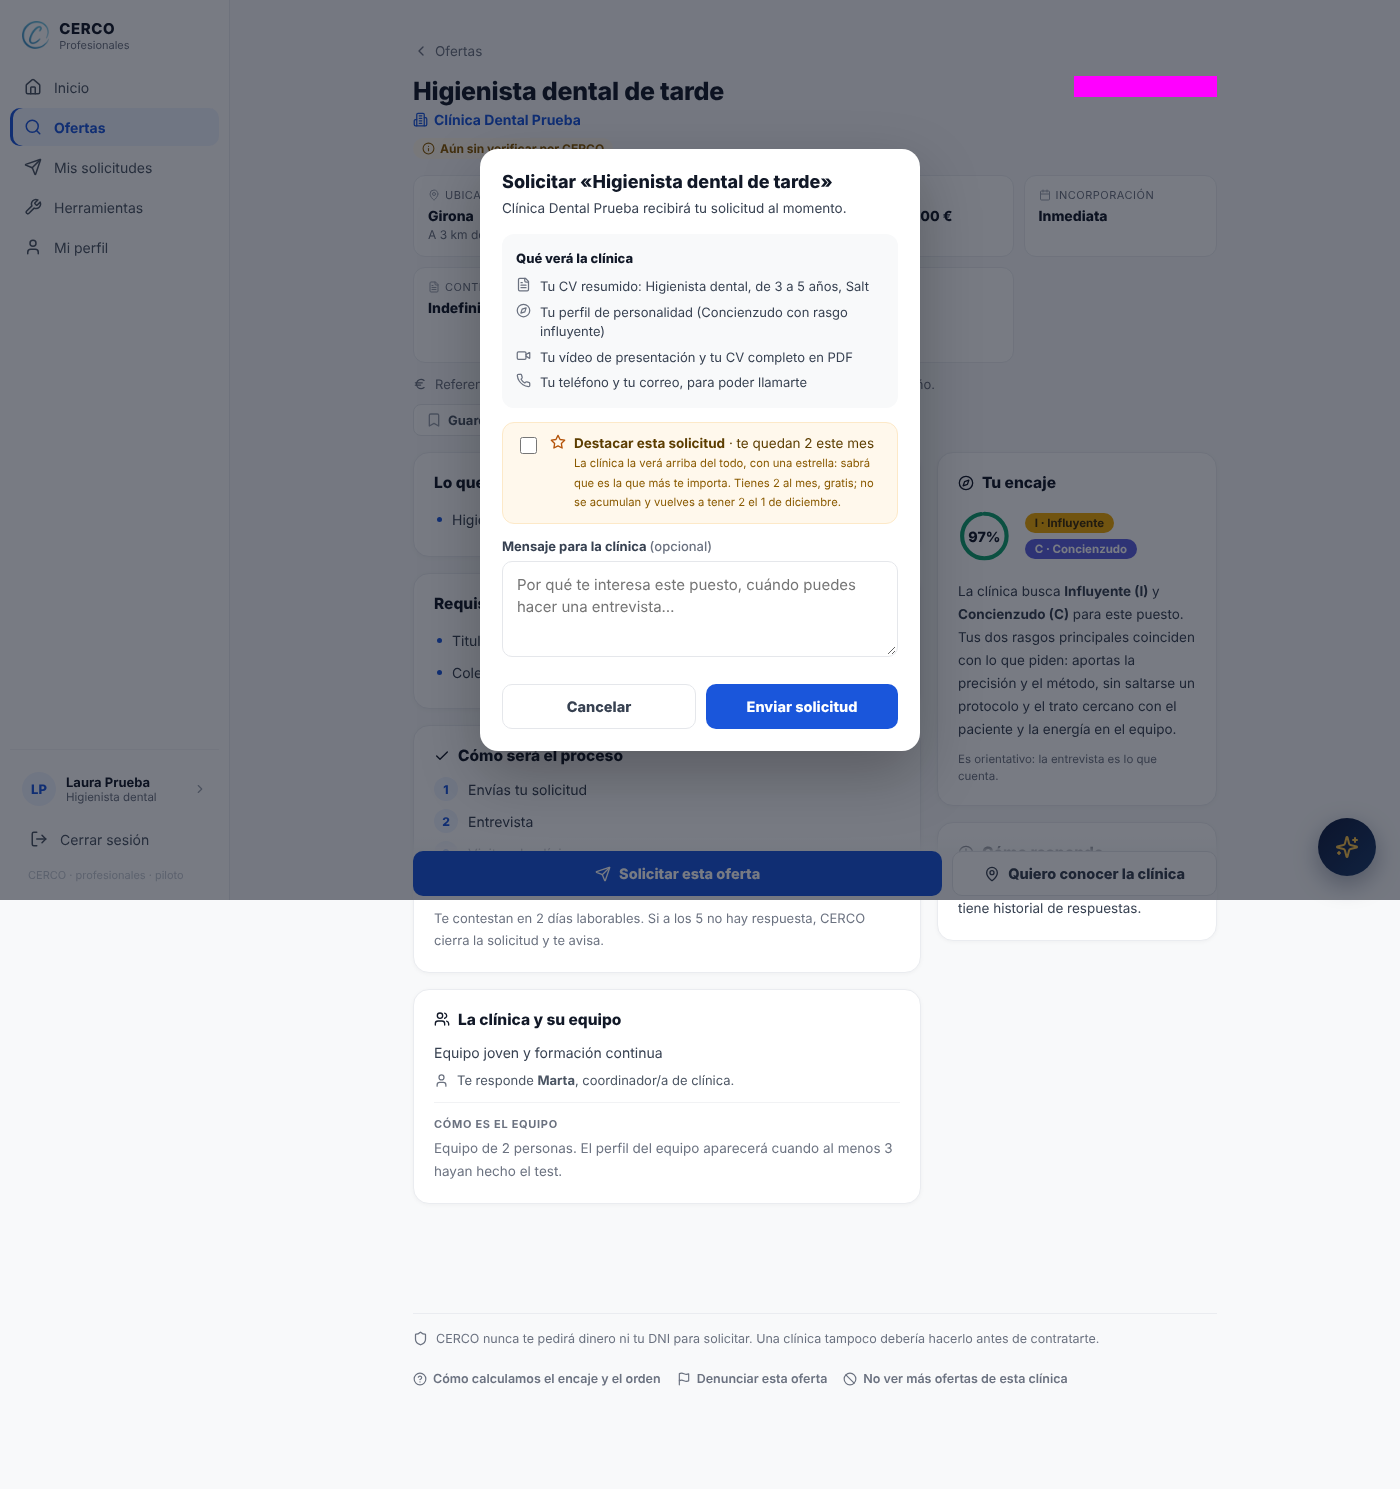 CERCO
Profesionales
Inicio
Ofertas
Mis solicitudes
Herramientas
Mi perfil
LP
Laura Prueba
Higienista dental
Cerrar sesión
CERCO · profesionales · piloto
Ofertas
Higienista dental de tarde
Clínica Dental Prueba
Aún sin verificar por CERCO
Girona
A 3 km
00 €
INCORPORACIÓN
Inmediata
Solicitar «Higienista dental de tarde»
Clínica Dental Prueba recibirá tu solicitud al momento.
Qué verá la clínica
Tu CV resumido: Higienista dental, de 3 a 5 años, Salt
Tu perfil de personalidad (Concienzudo con rasgo
influyente)
Tu vídeo de presentación y tu CV completo en PDF
Tu teléfono y tu correo, para poder llamarte
Destacar esta solicitud · te quedan 2 este mes
La clínica la verá arriba del todo, con una estrella: sabrá
que es la que más te importa. Tienes 2 al mes, gratis; no
se acumulan y vuelves a tener 2 el 1 de diciembre.
Mensaje para la clínica (opcional)
Por qué te interesa este puesto, cuándo puedes
hacer una entrevista...
Cancelar
Enviar solicitud
Lo que
Cómo será el proceso
1 Envías tu solicitud
2 Entrevista
Te contestan en 2 días laborables. Si a los 5 no hay respuesta, CERCO
cierra la solicitud y te avisa.
Tu encaje
97%
I · Influyente
C · Concienzudo
La clínica busca Influyente (I) y
Concienzudo (C) para este puesto.
Tus dos rasgos principales coinciden
con lo que piden: aportas la
precisión y el método, sin saltarse un
protocolo y el trato cercano con el
paciente y la energía en el equipo.
Es orientativo: la entrevista es lo que
cuenta.
tiene historial de respuestas.
Solicitar esta oferta
Quiero conocer la clínica
La clínica y su equipo
Equipo joven y formación continua
Te responde Marta, coordinador/a de clínica.
CÓMO ES EL EQUIPO
Equipo de 2 personas. El perfil del equipo aparecerá cuando al menos 3
hayan hecho el test.
CERCO nunca te pedirá dinero ni tu DNI para solicitar. Una clínica tampoco debería hacerlo antes de contratarte.
Cómo calculamos el encaje y el orden
Denunciar esta oferta
No ver más ofertas de esta clínica